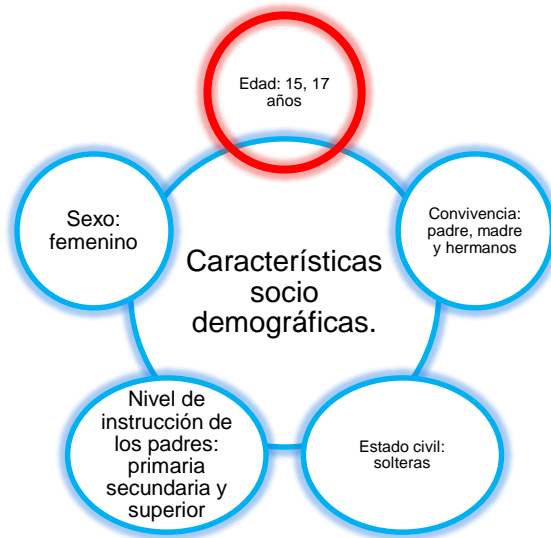 Edad: 15, 17
años
Sexo:
femenino
Convivencia:
padre, madre
y hermanos
Características
socio
demográficas.
Nivel de
instrucción de
los padres:
primaria
secundaria y
superior
Estado civil:
solteras